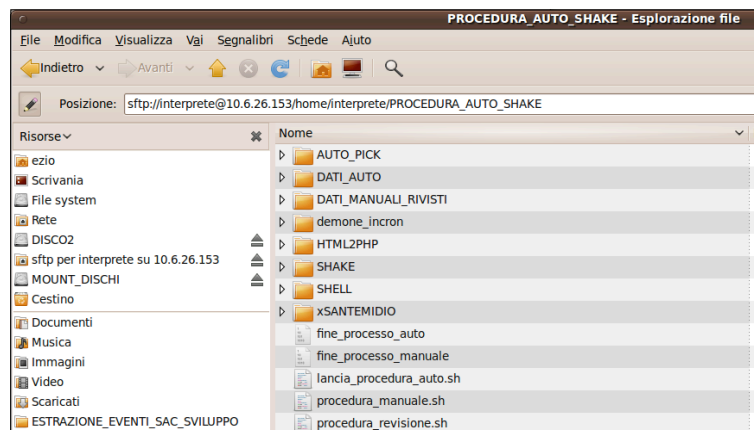 PROCEDURA_AUTO_SHAKE - Esplorazione file
File Modifica Visualizza Vai Segnalibri Schede Aiuto
Indietro Avanti
Posizione: sftp://interprete@10.6.26.153/home/interprete/PROCEDURA_AUTO_SHAKE
Risorse
ezio
Scrivania
File system
Rete
DISCO2
sftp per interprete su 10.6.26.153
MOUNT_DISCHI
Cestino
Documenti
Musica
Immagini
Video
Scaricati
ESTRAZIONE_EVENTI_SAC_SVILUPPO
Nome
AUTO_PICK
DATI_AUTO
DATI_MANUALI_RIVISTI
demone_incron
HTML2PHP
SHAKE
SHELL
xSANTEMIDIO
fine_processo_auto
fine_processo_manuale
lancia_procedura_auto.sh
procedura_manuale.sh
procedura_revisione.sh